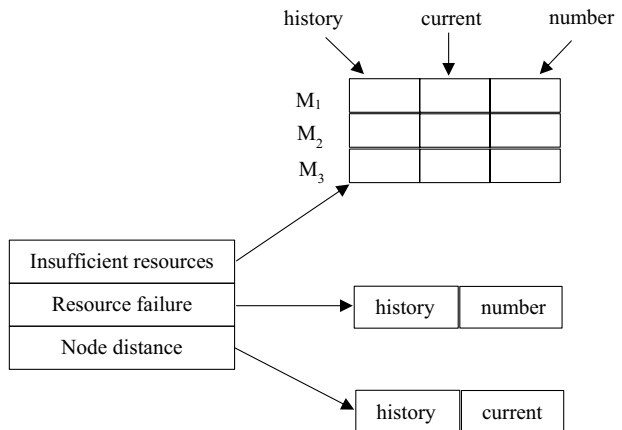 history current number
M₁
M₂
M₃
Insufficient resources
Resource failure
history number
Node distance
history current